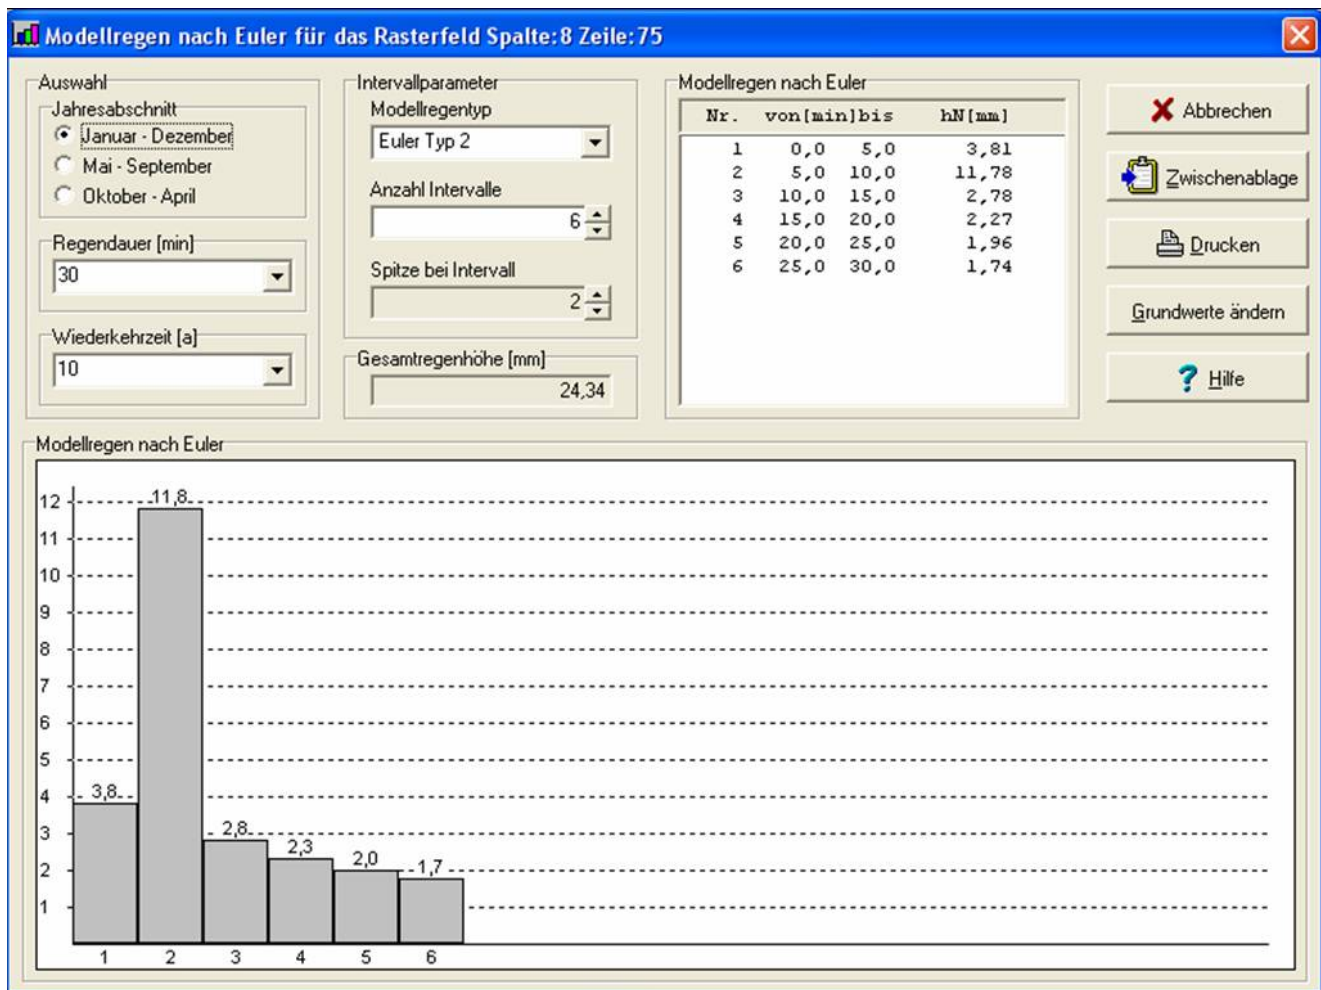 Modellregen nach Euler für das Rasterfeld Spalte:8 Zeile:75
Auswahl
Jahresabschnitt
Januar - Dezember
Mai - September
Oktober - April
Regendauer [min]
30
Wiederkehrzeit [a]
10
Intervallparameter
Modellregentyp
Euler Typ 2
Anzahl Intervalle
6
Spitze bei Intervall
2
Gesamtregenhöhe [mm]
24,34
Modellregen nach Euler
Nr. von[min]bis hN[mm]
1 0,0 5,0 3,81
2 5,0 10,0 11,78
3 10,0 15,0 2,78
4 15,0 20,0 2,27
5 20,0 25,0 1,96
6 25,0 30,0 1,74
Abbrechen
Zwischenablage
Drucken
Grundwerte ändern
Hilfe
Modellregen nach Euler
12
11
10
9
8
7
6
5
4
3
2
1
3,8
11,8
2,8
2,3
2,0
1,7
1 2 3 4 5 6